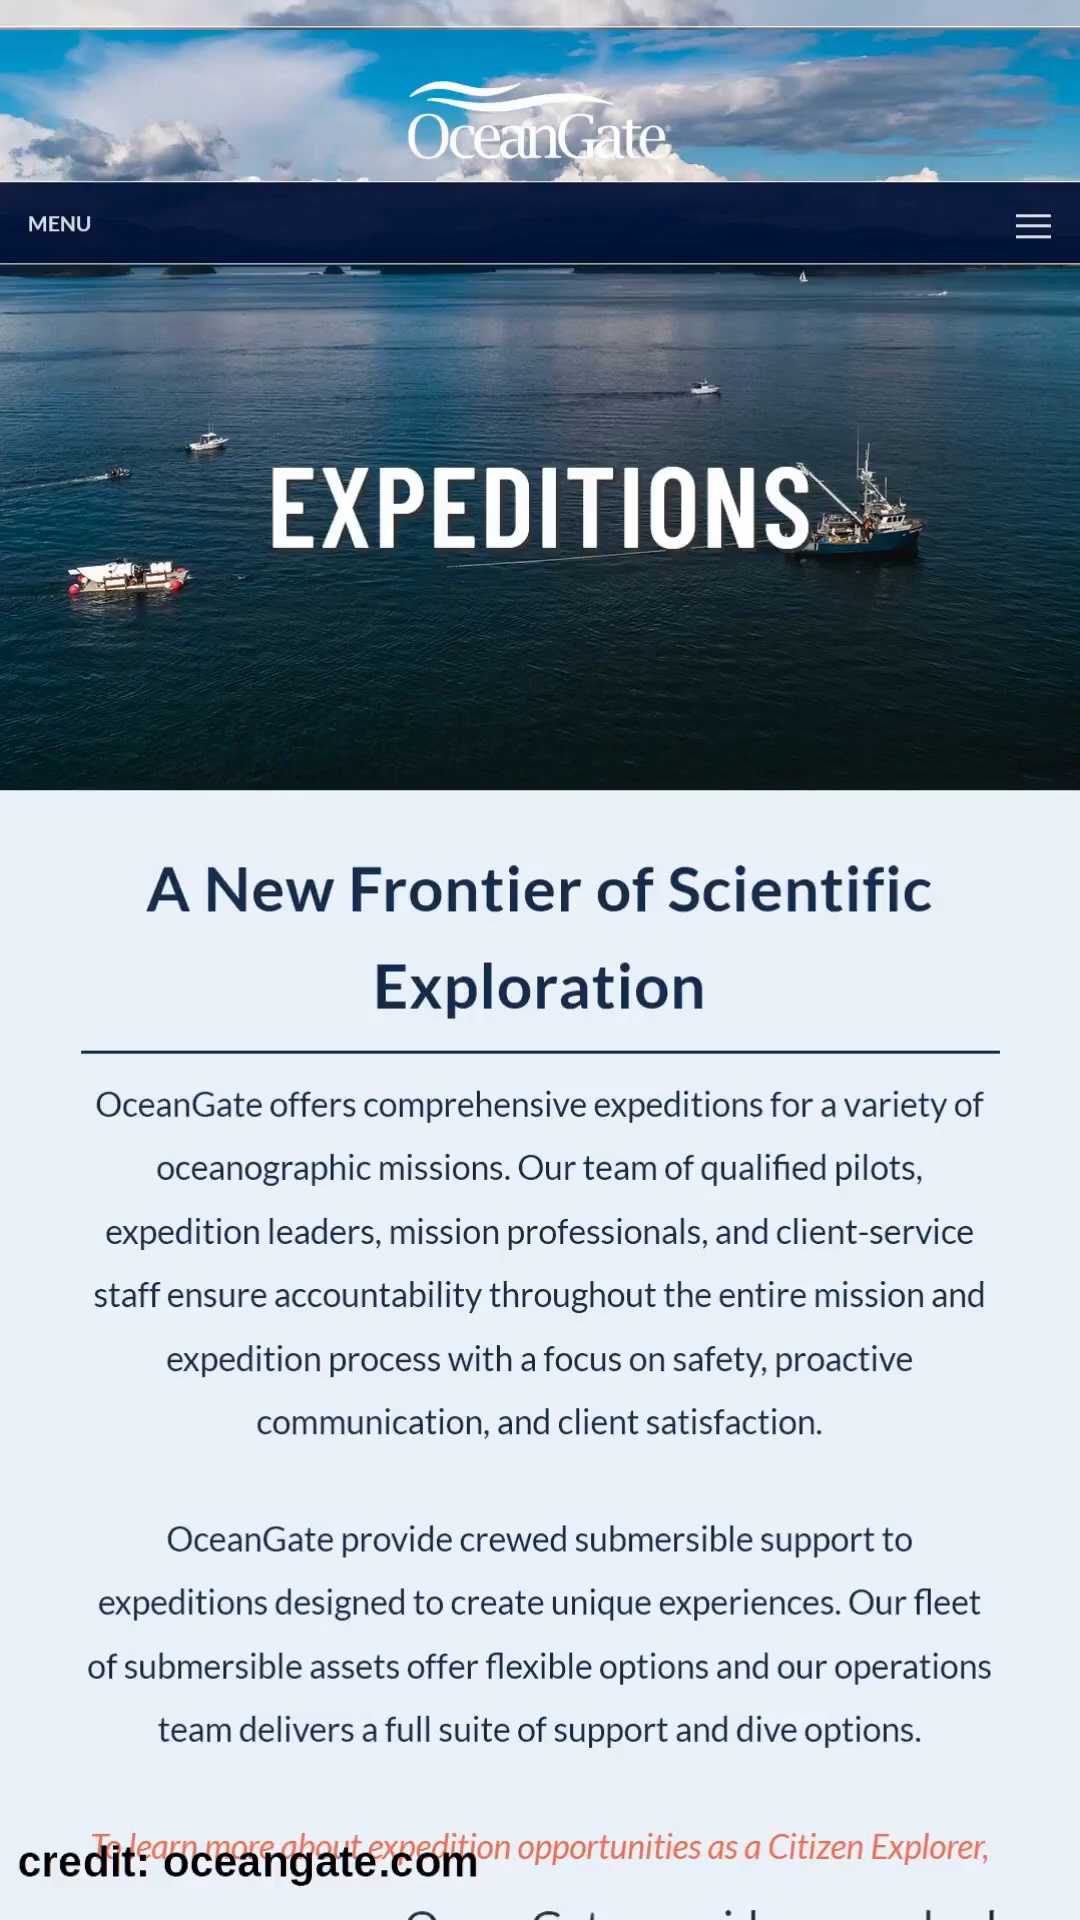 OceanGate
MENU
EXPEDITIONS
A New Frontier of Scientific
Exploration
OceanGate offers comprehensive expeditions for a variety of
oceanographic missions. Our team of qualified pilots,
expedition leaders, mission professionals, and client-service
staff ensure accountability throughout the entire mission and
expedition process with a focus on safety, proactive
communication, and client satisfaction.
OceanGate provide crewed submersible support to
expeditions designed to create unique experiences. Our fleet
of submersible assets offer flexible options and our operations
team delivers a full suite of support and dive options.
To learn more about expedition opportunities as a Citizen Explorer,
credit: oceangate.com